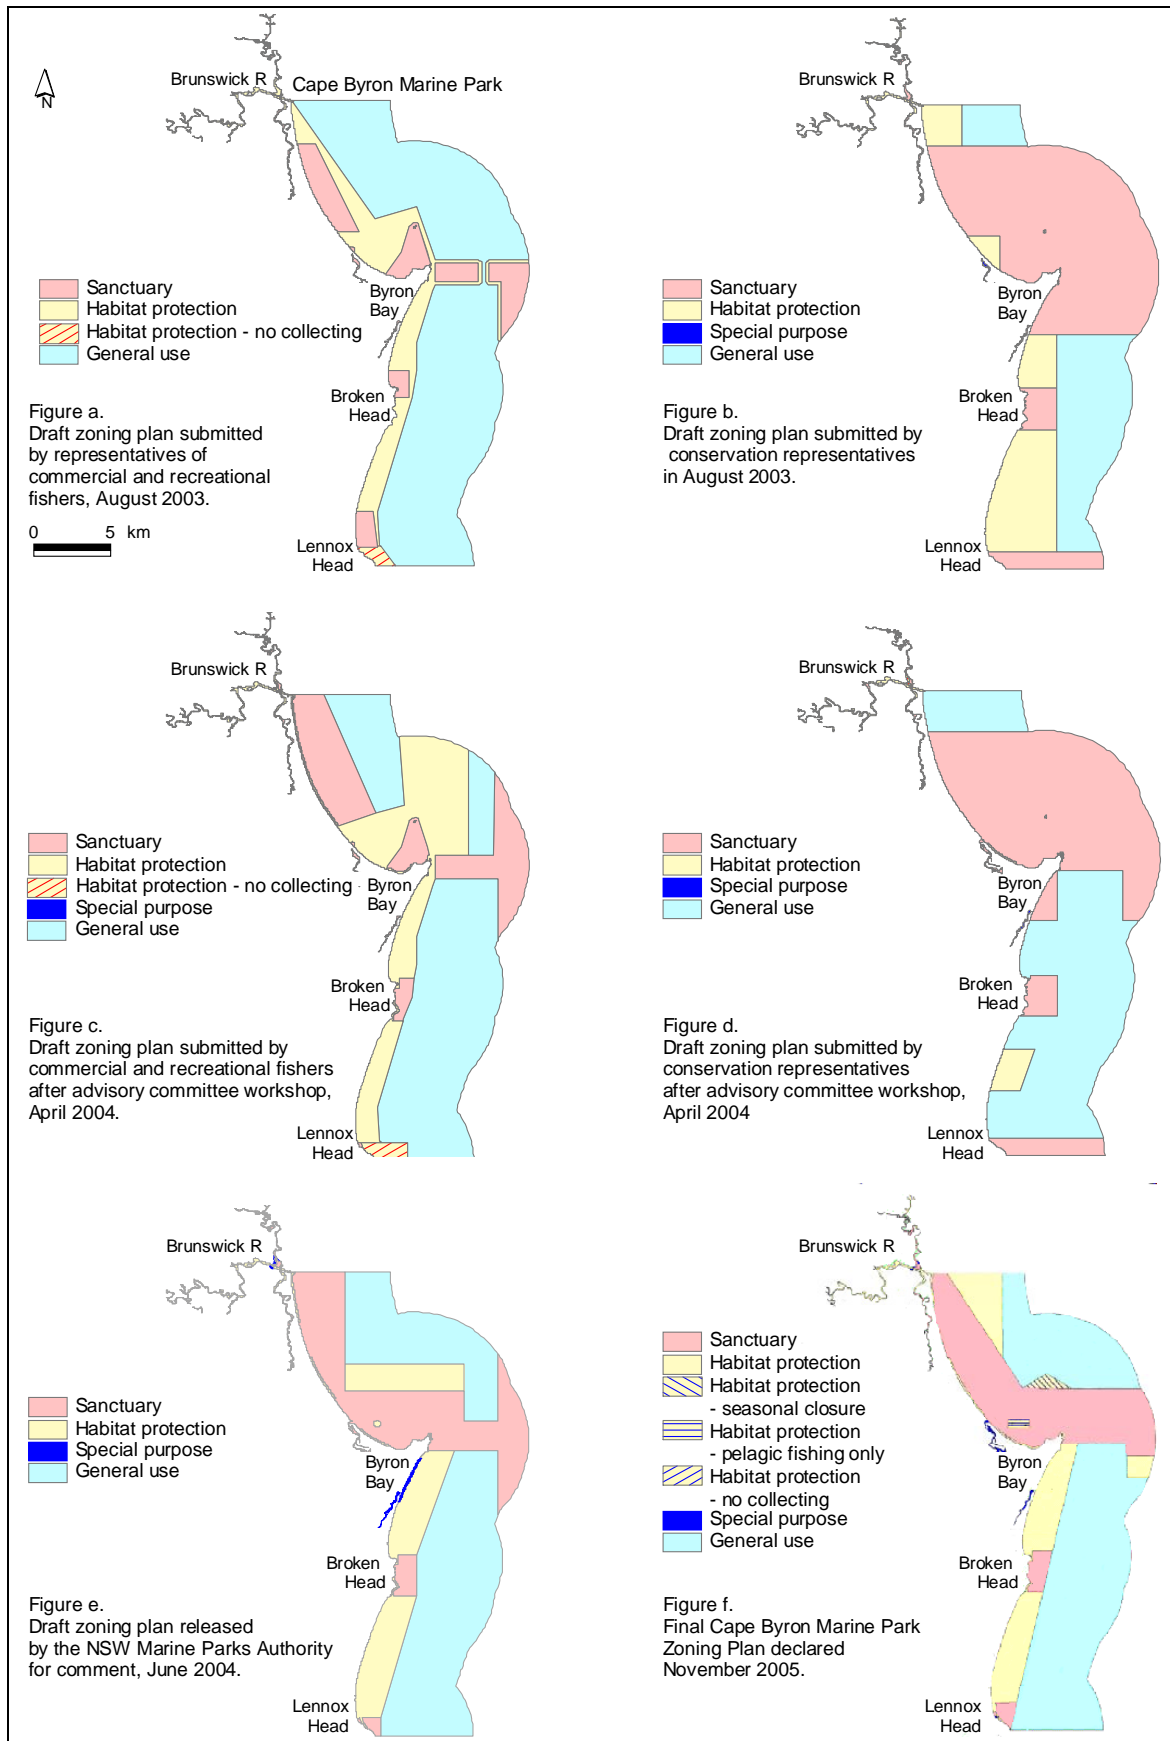 Brunswick R
Cape Byron Marine Park
N
Sanctuary
Habitat protection
Habitat protection - no collecting
General use
Byron
Bay
Broken
Head
Figure a.
Draft zoning plan submitted
by representatives of
commercial and recreational
fishers, August 2003.
0 5 km
Lennox
Head
Brunswick R
Sanctuary
Habitat protection
Special purpose
General use
Byron
Bay
Broken
Head
Figure b.
Draft zoning plan submitted by
conservation representatives
in August 2003.
Lennox
Head
Brunswick R
Sanctuary
Habitat protection
Habitat protection - no collecting
Special purpose
General use
Byron
Bay
Broken
Head
Figure c.
Draft zoning plan submitted by
commercial and recreational fishers
after advisory committee workshop,
April 2004.
Lennox
Head
Brunswick R
Sanctuary
Habitat protection
Special purpose
General use
Byron
Bay
Broken
Head
Figure d.
Draft zoning plan submitted by
conservation representatives
after advisory committee workshop,
April 2004
Lennox
Head
Brunswick R
Sanctuary
Habitat protection
Special purpose
General use
Byron
Bay
Broken
Head
Figure e.
Draft zoning plan released
by the NSW Marine Parks Authority
for comment, June 2004.
Lennox
Head
Brunswick R
Sanctuary
Habitat protection
Habitat protection
- seasonal closure
Habitat protection
- pelagic fishing only
Habitat protection
- no collecting
Special purpose
General use
Byron
Bay
Broken
Head
Figure f.
Final Cape Byron Marine Park
Zoning Plan declared
November 2005.
Lennox
Head